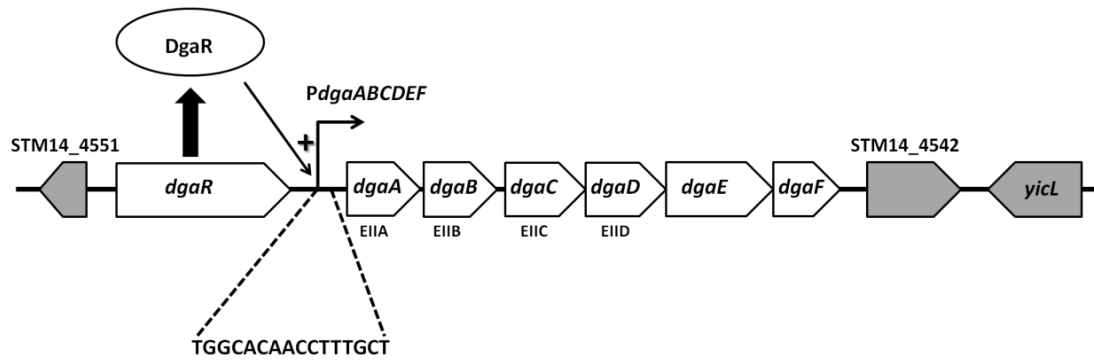 DgaR
PdgaABCDEF
+
STM14_4551
STM14_4542
dgaR
dgaA
dgaB
dgaC
dgaD
dgaE
dgaF
yicL
EIIA
EIIB
EIIC
EIID
TGGCACAACCTTTGCT